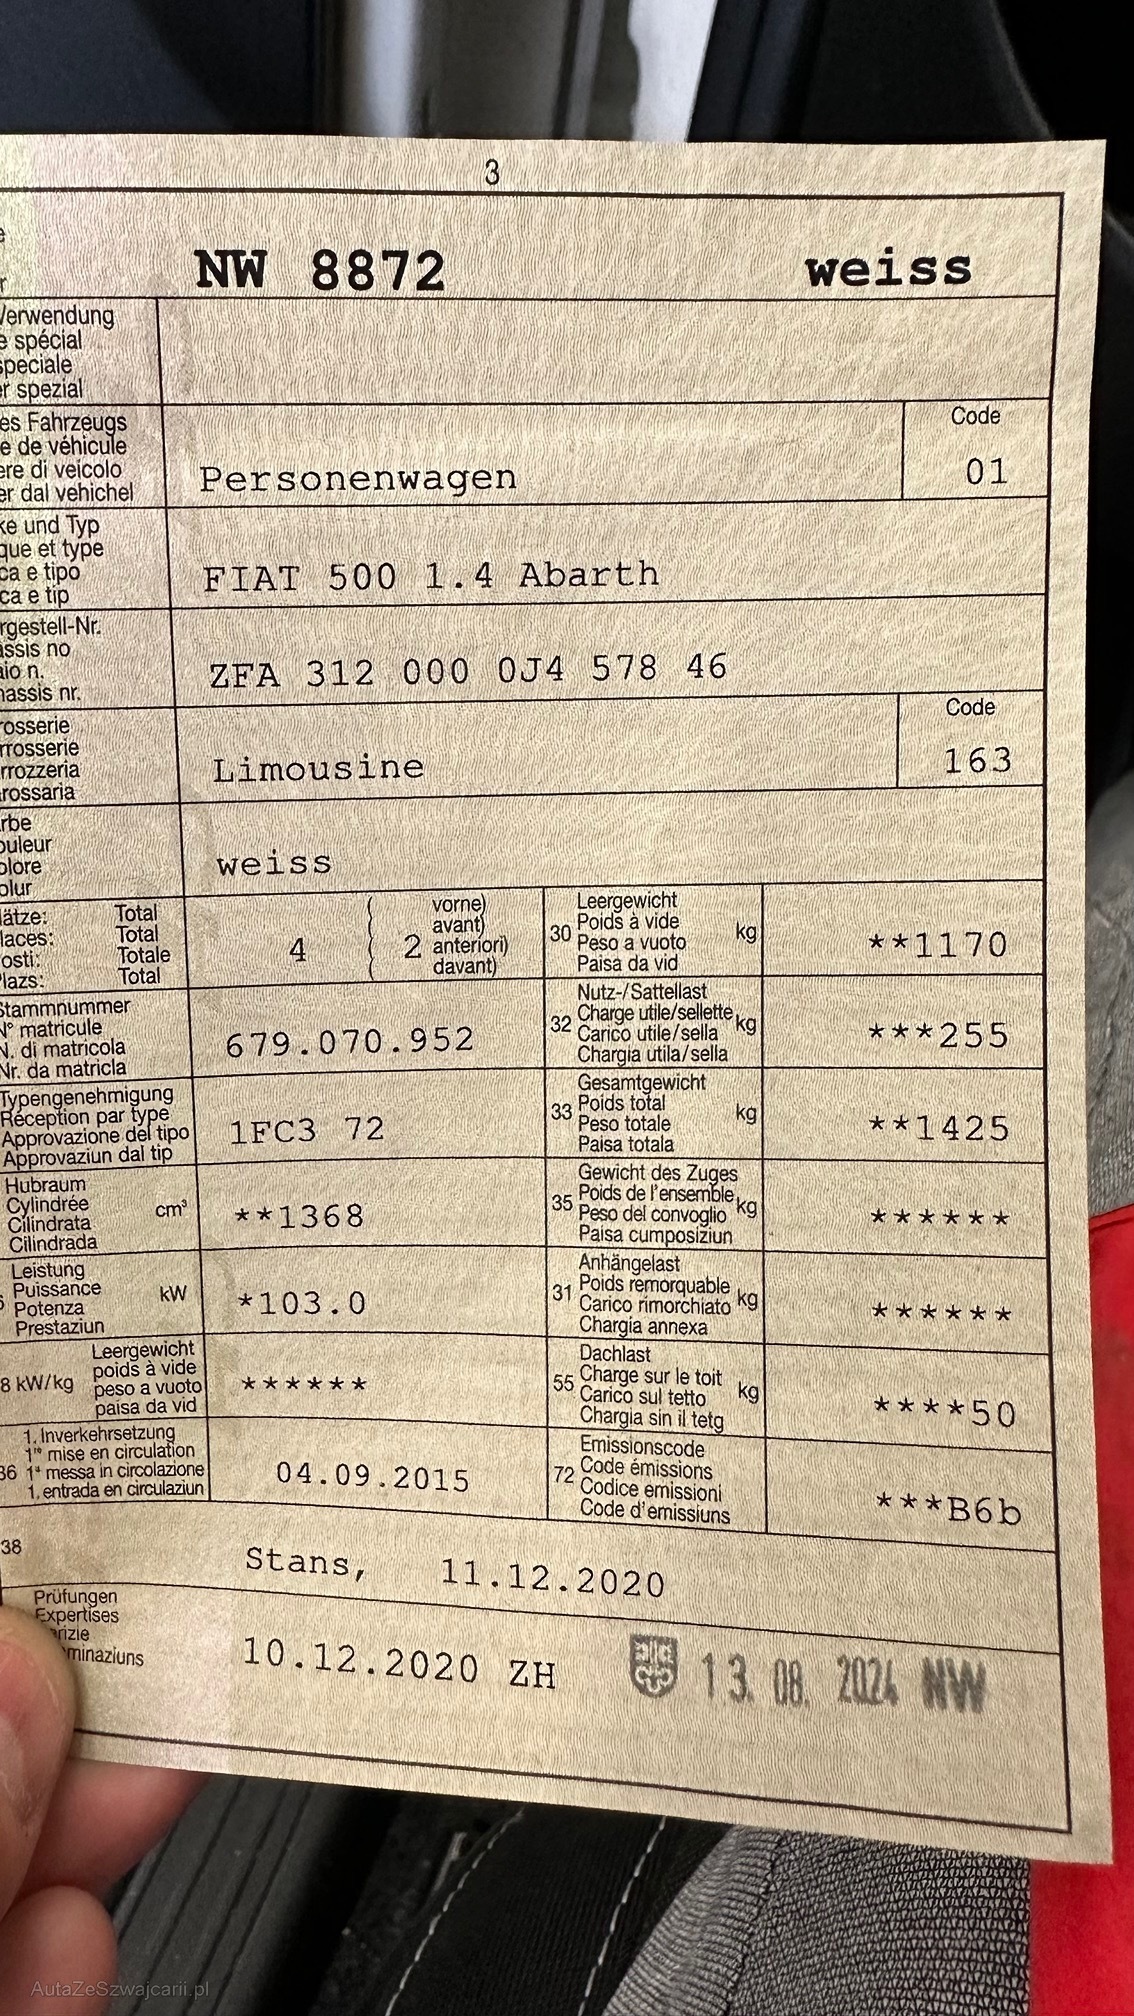 3
NW 8872 weiss
Verwendung
spécial
speciale
spezial
es Fahrzeugs Code
e de véhicule
ere di veicolo Personenwagen 01
er dal vehichel
ke und Typ
que et type
ca e tipo FIAT 500 1.4 Abarth
ca e tip
rgestell-Nr.
assis no
aio n. ZFA 312 000 0J4 578 46
hassis nr.
Code
rosserie
rrosserie
rrozzeria Limousine 163
rossaria
rbe
ouleur
olore weiss
olur
lätze: Total
laces: Total
osti: Totale
lazs: Total
4 ( 2 vorne)
avant)
anteriori)
davant)
30 Leergewicht
Poids à vide
Peso a vuoto
Paisa da vid
kg **1170
Stammnummer
N° matricule
N. di matricola
Nr. da matricla
679.070.952
32 Nutz-/Sattellast
Charge utile/sellette
Carico utile/sella
Chargia utila/sella
kg ***255
Typengenehmigung
Réception par type
Approvazione del tipo
Approvaziun dal tip
1FC3 72
33 Gesamtgewicht
Poids total
Peso totale
Paisa totala
kg **1425
Hubraum
Cylindrée
Cilindrata
Cilindrada
cm³ **1368
35 Gewicht des Zuges
Poids de l'ensemble
Peso del convoglio
Paisa cumposiziun
kg ******
Leistung
Puissance
Potenza
Prestaziun
kW *103.0
31 Anhängelast
Poids remorquable
Carico rimorchiato
Chargia annexa
kg ******
8 kW/kg Leergewicht
poids à vide
peso a vuoto
paisa da vid
******
55 Dachlast
Charge sur le toit
Carico sul tetto
Chargia sin il tetg
kg ****50
36 1. Inverkehrsetzung
1re mise en circulation
1a messa in circolazione
1. entrada en circulaziun
04.09.2015
72 Emissionscode
Code émissions
Codice emissioni
Code d'emissiuns
***B6b
38 Stans, 11.12.2020
Prüfungen
Expertises
rizie
minaziuns
10.12.2020 ZH 13. 08. 2024 NW
AutaZeSzwajcarii.pl